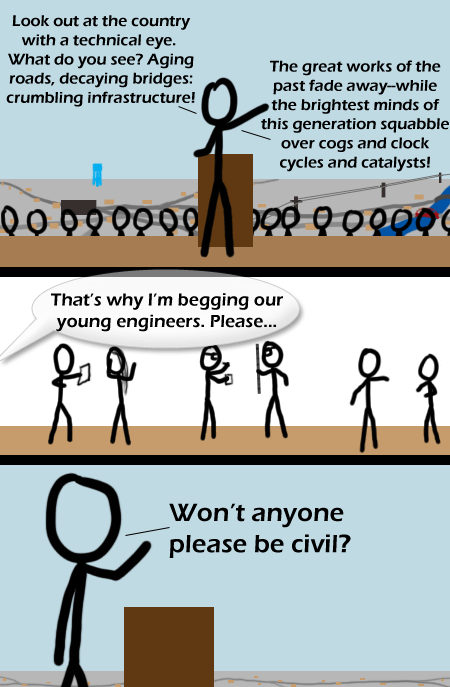 Look out at the country
with a technical eye.
What do you see? Aging
roads, decaying bridges:
crumbling infrastructure!
The great works of the
past fade away–while
the brightest minds of
this generation squabble
over cogs and clock
cycles and catalysts!
That's why I'm begging our
young engineers. Please...
Won't anyone
please be civil?